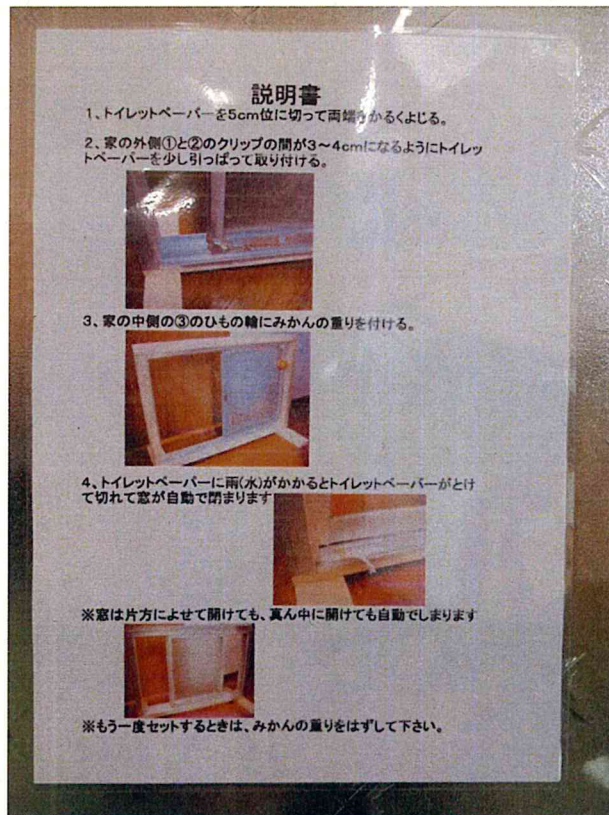 説明書
1、トイレットペーパーを5cm位に切って両端をかるくよじる。
2、家の外側①と②のクリップの間が3～4cmになるようにトイレッ
トペーパーを少し引っぱって取り付ける。
3、家の中側の③のひもの輪にみかんの重りを付ける。
4、トイレットペーパーに雨(水)がかかるとトイレットペーパーがとけ
て切れて窓が自動で閉まります
※窓は片方によせて開けても、真ん中に開けても自動でしまります
※もう一度セットするときは、みかんの重りをはずして下さい。